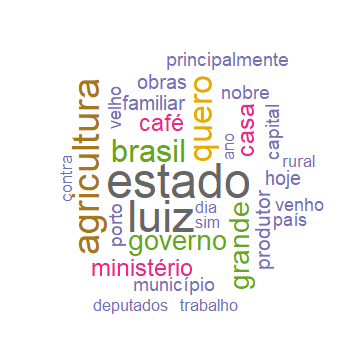 principalmente
obras
nobre
velho
familiar
quero
agricultura
café
casa
capital
brasil
ano
rural
contra
estado
hoje
luiz
dia
sim
porto
governo
grande
produtor
venho
país
ministério
município
deputados
trabalho